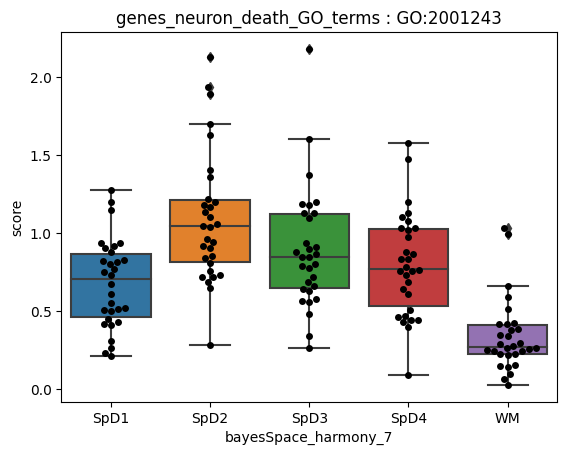 genes_neuron_death_GO_terms : GO:2001243
score
2.0
1.5
1.0
0.5
0.0
SpD1 SpD2 SpD3 SpD4 WM
bayesSpace_harmony_7